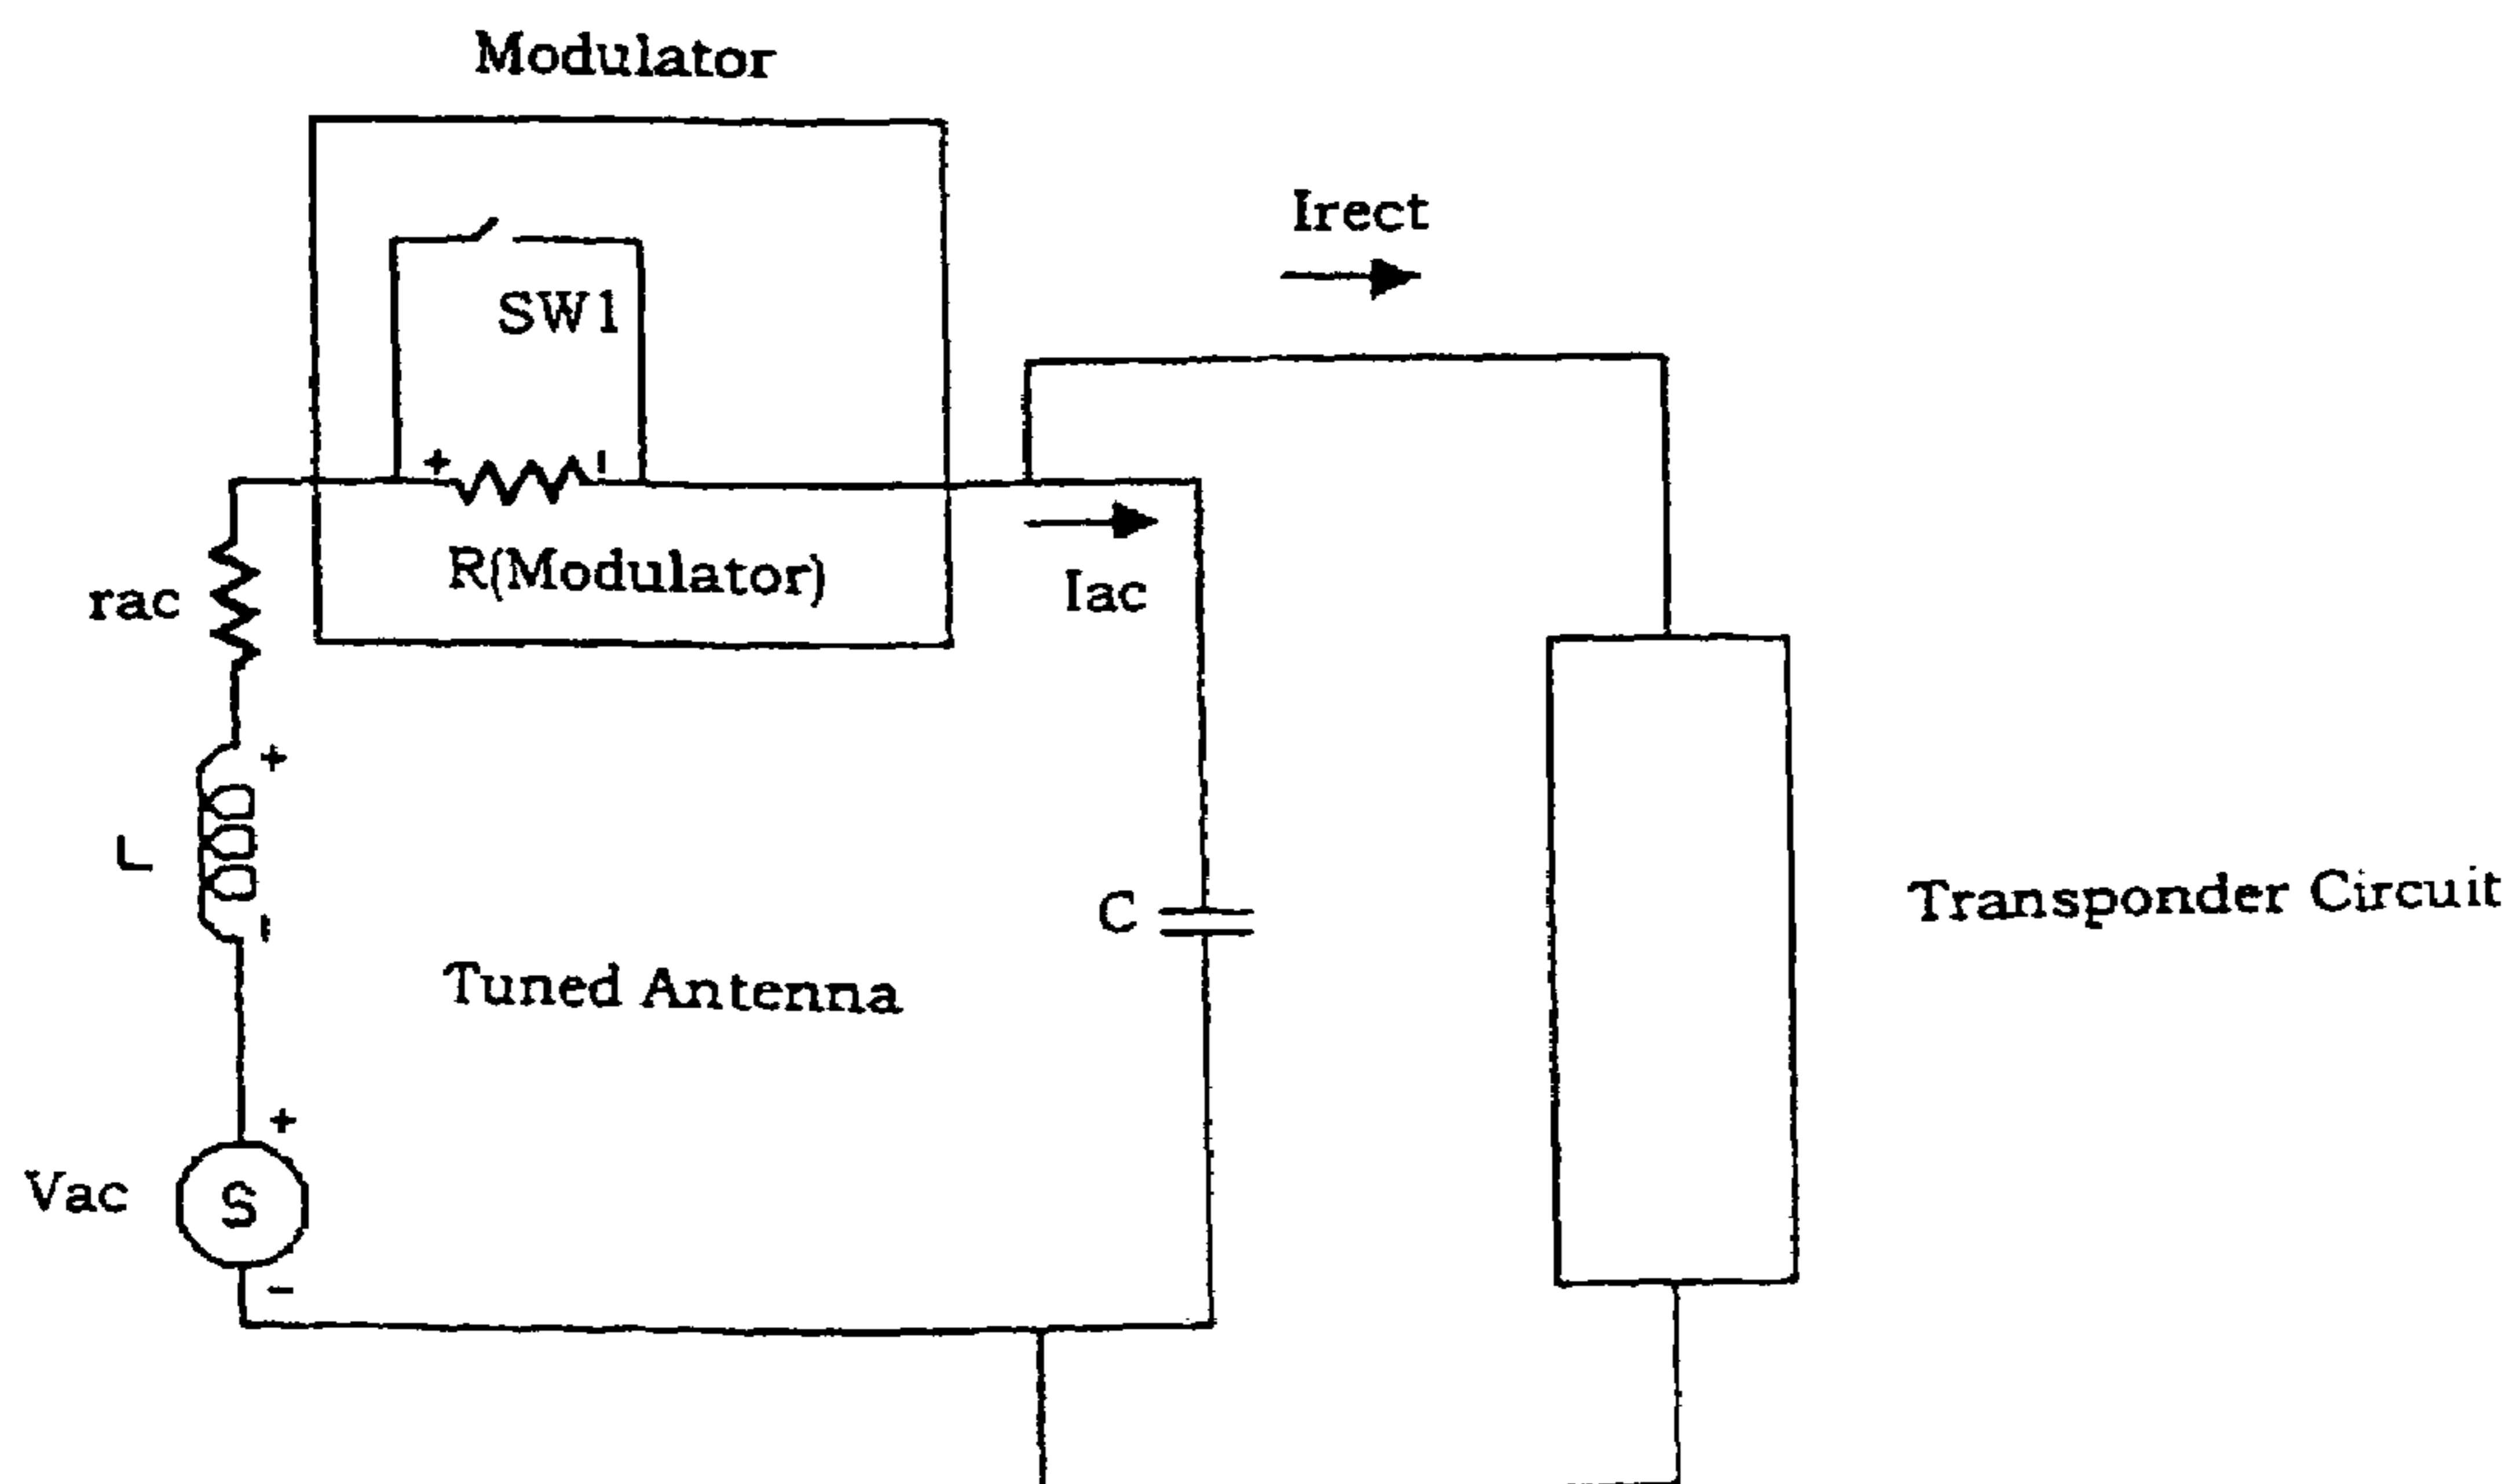 Modulator
Irect
SW1
+
R(Modulator)
Iac
rac
+
L
C
Transponder Circuit
Tuned Antenna
+
Vac
S
-